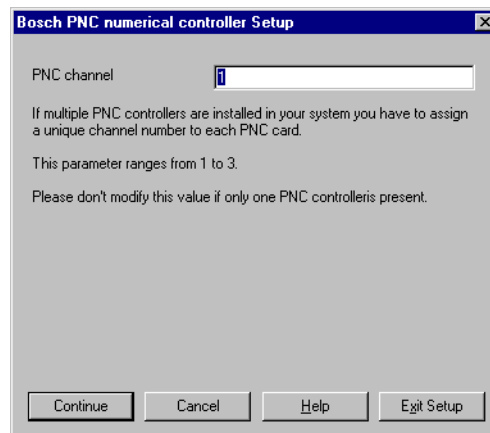 Bosch PNC numerical controller Setup
PNC channel 1
If multiple PNC controllers are installed in your system you have to assign
a unique channel number to each PNC card.
This parameter ranges from 1 to 3.
Please don't modify this value if only one PNC controlleris present.
Continue Cancel Help Exit Setup